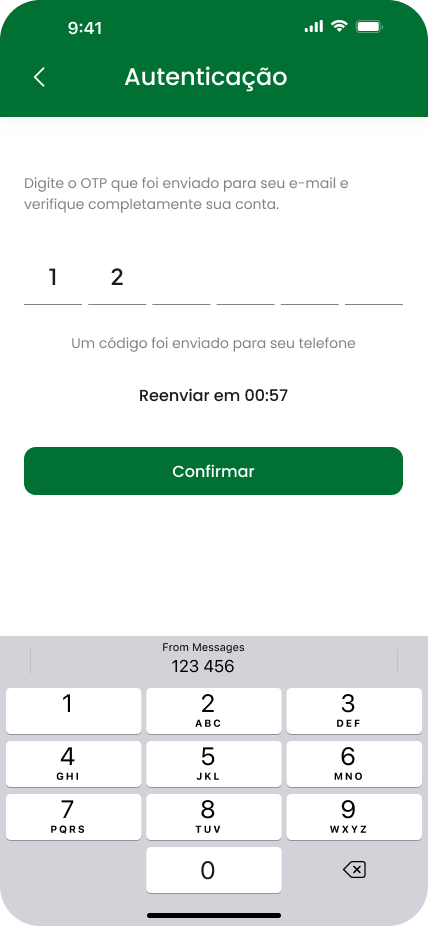 9:41
Autenticação
Digite o OTP que foi enviado para seu e-mail e
verifique completamente sua conta.
1 2
Um código foi enviado para seu telefone
Reenviar em 00:57
Confirmar
From Messages
123 456
1 2 3
ABC DEF
4 5 6
GHI JKL MNO
7 8 9
PQRS TUV WXYZ
0